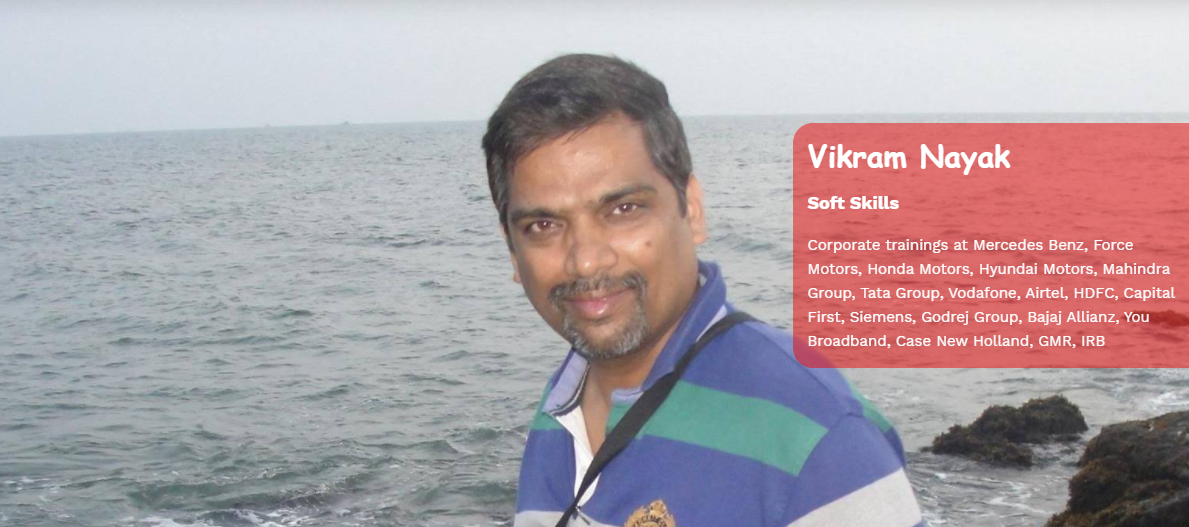 Vikram Nayak
Soft Skills
Corporate trainings at Mercedes Benz, Force
Motors, Honda Motors, Hyundai Motors, Mahindra
Group, Tata Group, Vodafone, Airtel, HDFC, Capital
First, Siemens, Godrej Group, Bajaj Allianz, You
Broadband, Case New Holland, GMR, IRB